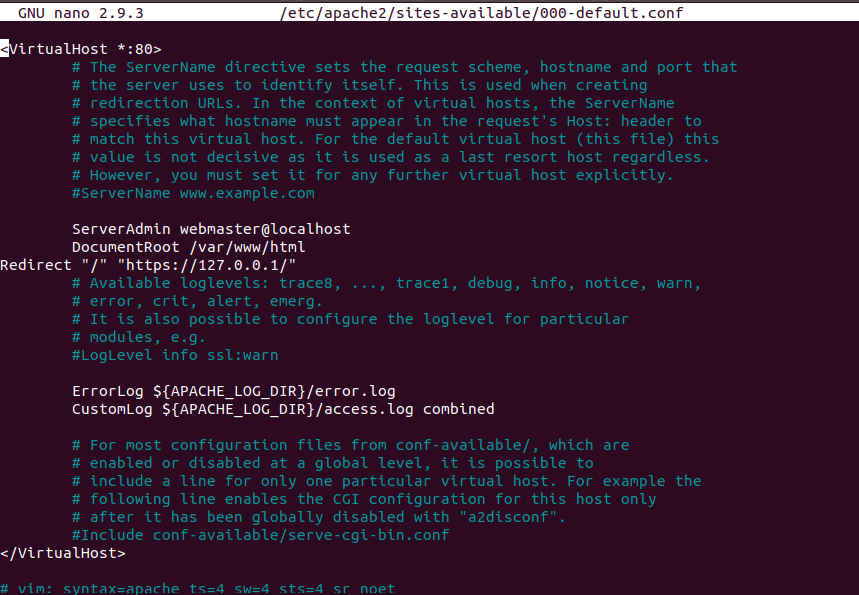 GNU nano 2.9.3 /etc/apache2/sites-available/000-default.conf
<VirtualHost *:80>
# The ServerName directive sets the request scheme, hostname and port that
# the server uses to identify itself. This is used when creating
# redirection URLs. In the context of virtual hosts, the ServerName
# specifies what hostname must appear in the request's Host: header to
# match this virtual host. For the default virtual host (this file) this
# value is not decisive as it is used as a last resort host regardless.
# However, you must set it for any further virtual host explicitly.
#ServerName www.example.com
ServerAdmin webmaster@localhost
DocumentRoot /var/www/html
Redirect "/" "https://127.0.0.1/"
# Available loglevels: trace8, ..., trace1, debug, info, notice, warn,
# error, crit, alert, emerg.
# It is also possible to configure the loglevel for particular
# modules, e.g.
#LogLevel info ssl:warn
ErrorLog ${APACHE_LOG_DIR}/error.log
CustomLog ${APACHE_LOG_DIR}/access.log combined
# For most configuration files from conf-available/, which are
# enabled or disabled at a global level, it is possible to
# include a line for only one particular virtual host. For example the
# following line enables the CGI configuration for this host only
# after it has been globally disabled with "a2disconf".
#Include conf-available/serve-cgi-bin.conf
</VirtualHost>
# vim: syntax=apache ts=4 sw=4 sts=4 sr noet